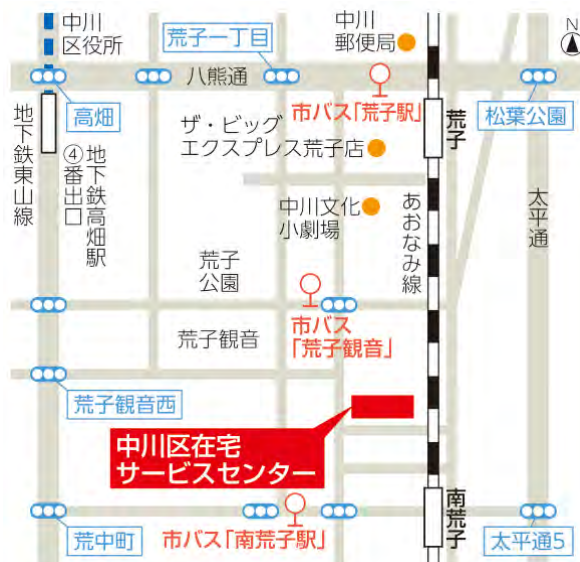 中川
区役所
荒子一丁目
中川
郵便局
N
八熊通
高畑
市バス「荒子駅」
荒子
松葉公園
地下鉄東山線
地下鉄高畑駅
④番出口
ザ・ビッグ
エクスプレス荒子店
中川文化
小劇場
あおなみ線
太平通
荒子
公園
市バス
「荒子観音」
荒子観音
荒子観音西
中川区在宅
サービスセンター
南荒子
荒中町
市バス「南荒子駅」
太平通5